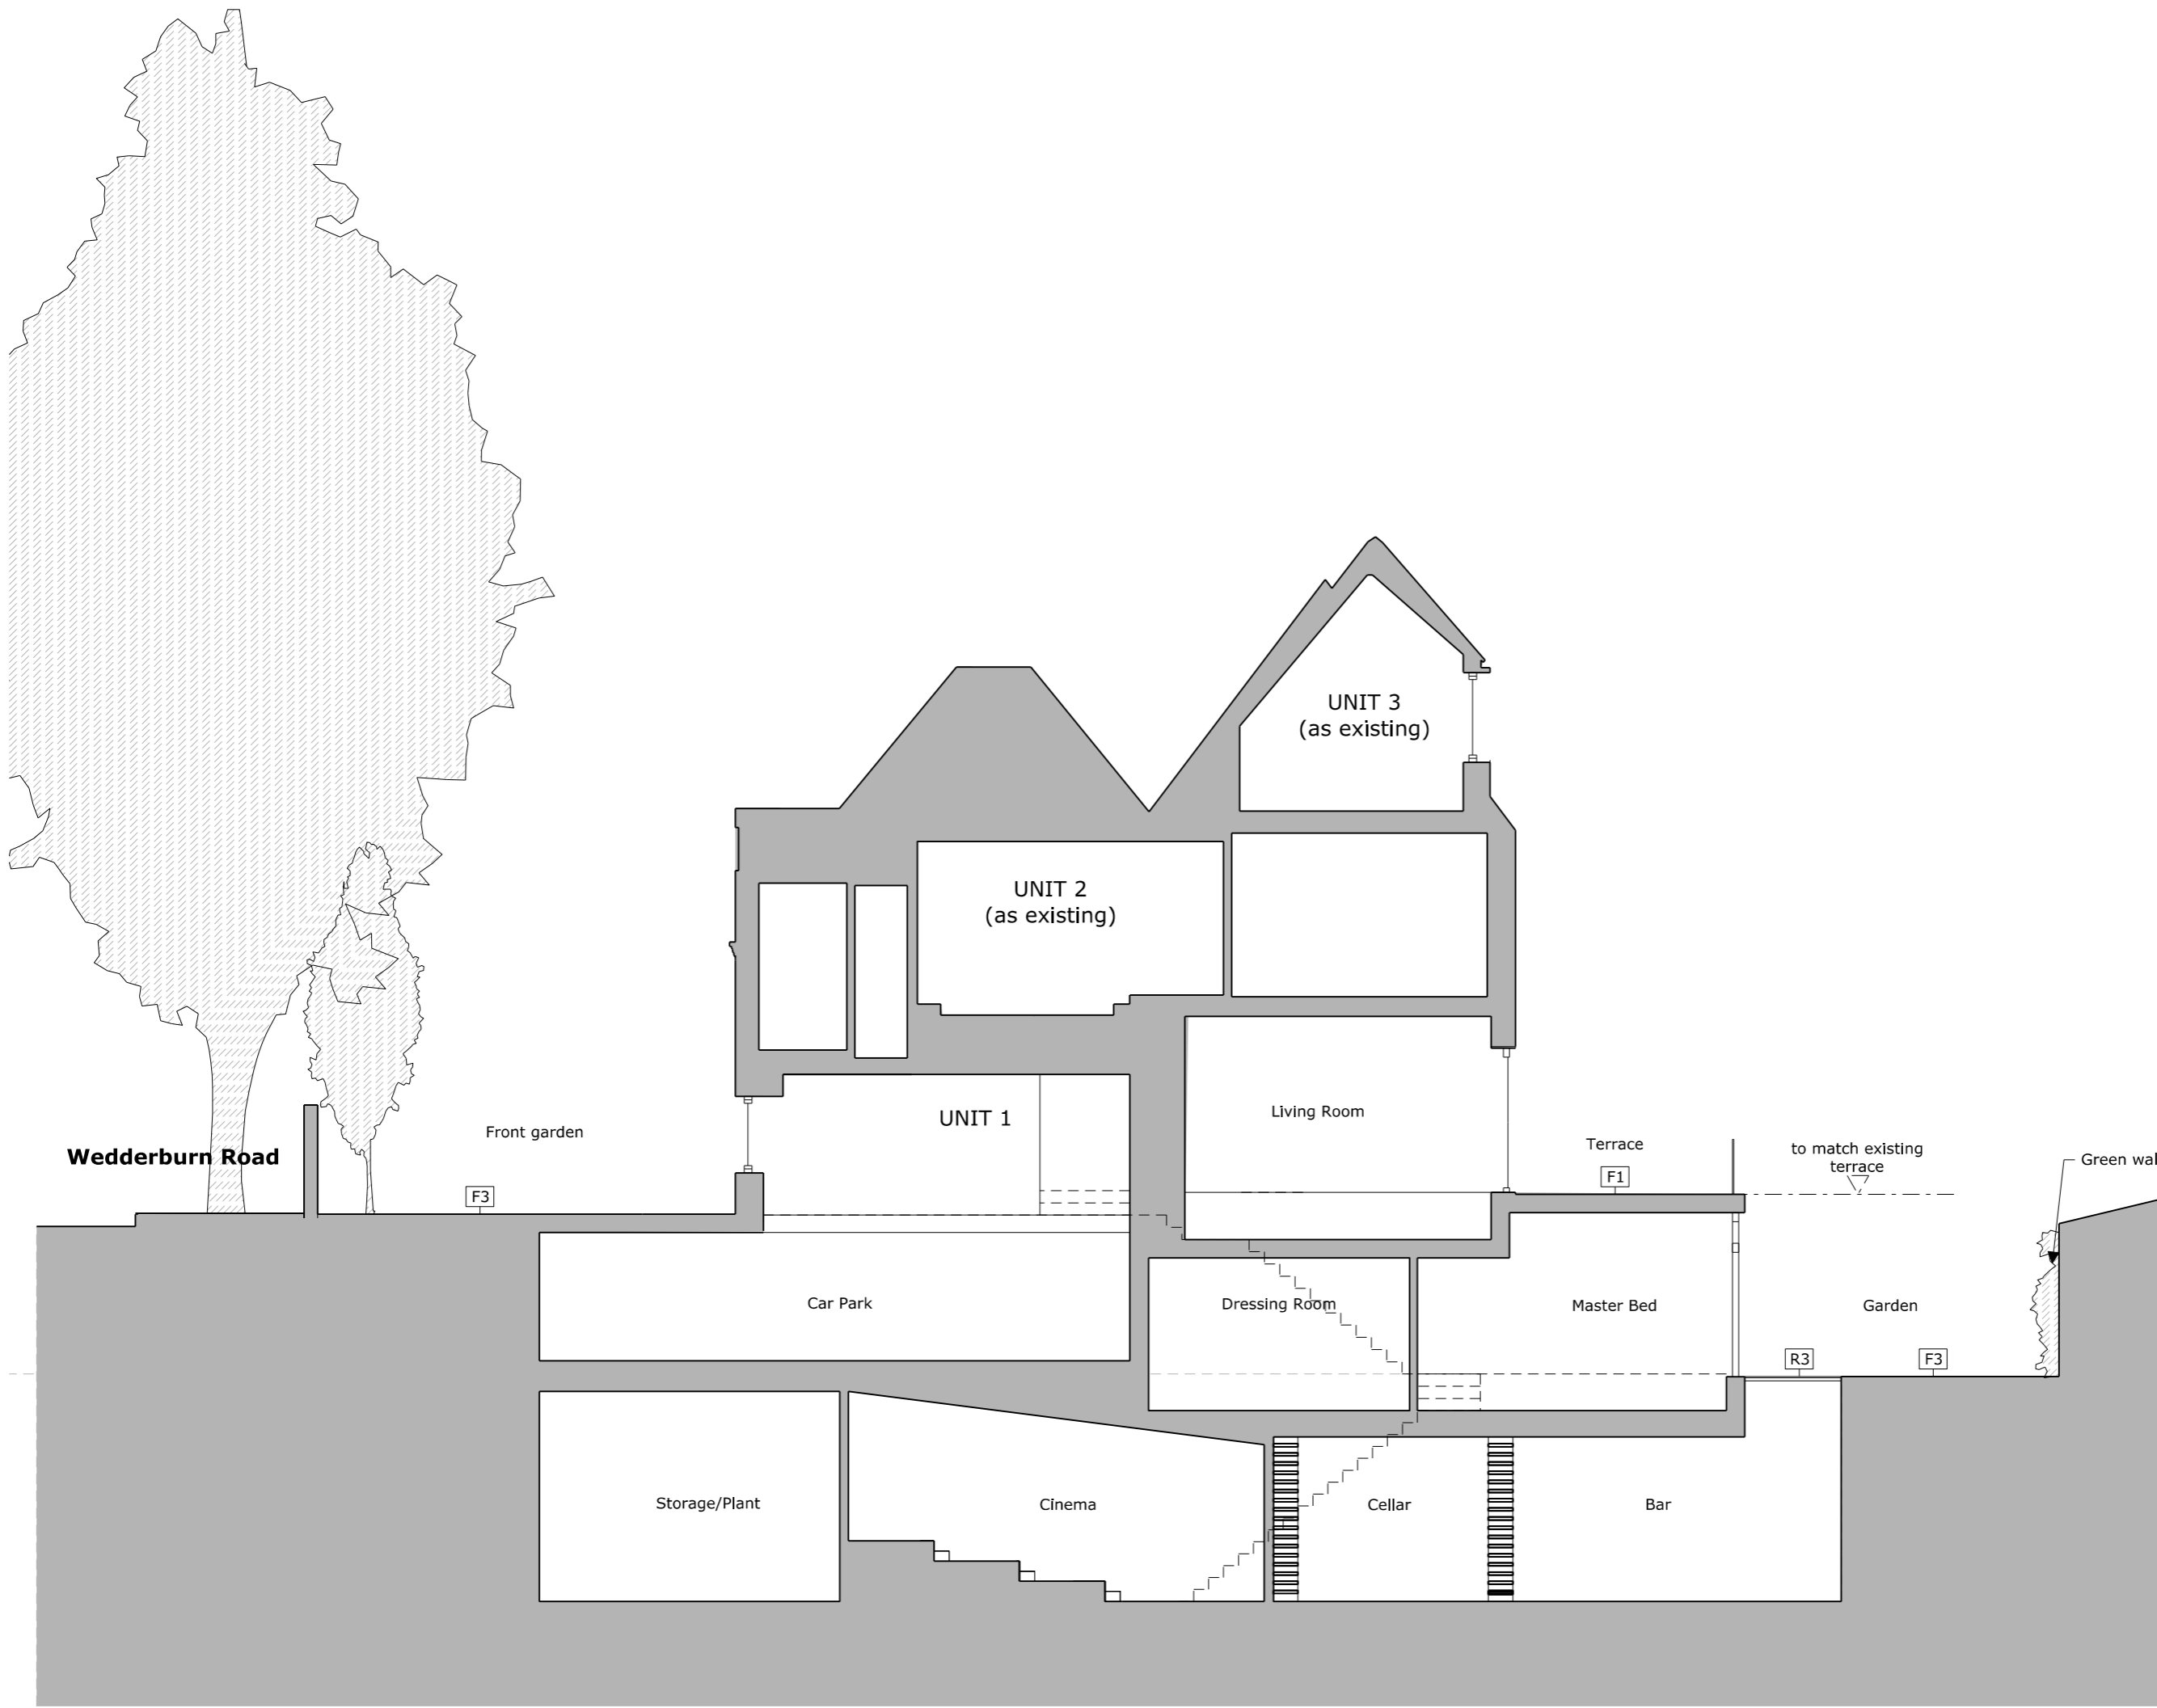 UNIT 3
(as existing)
UNIT 2
(as existing)
UNIT 1
Living Room
Front garden
Terrace
to match existing
terrace
Wedderburn Road
Green wal
F1
F3
Car Park
Dressing Room
Master Bed
Garden
R3
F3
Storage/Plant
Cinema
Cellar
Bar